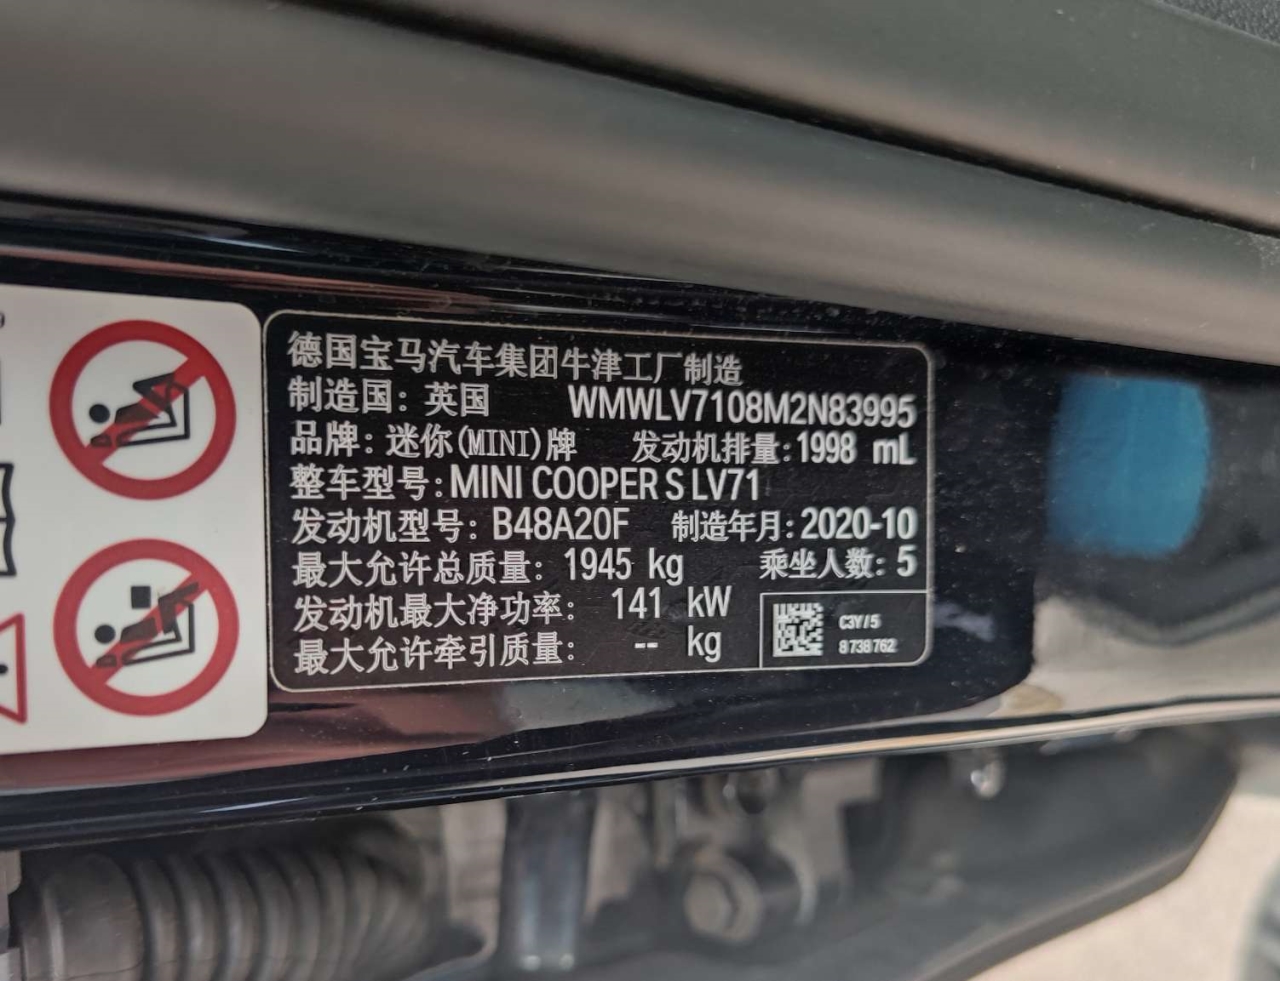 德国宝马汽车集团牛津工厂制造
制造国: 英国 WMWLV7108M2N83995
品牌: 迷你(MINI)牌 发动机排量: 1998 mL
整车型号: MINI COOPER S LV71
发动机型号: B48A20F 制造年月: 2020-10
最大允许总质量: 1945 kg 乘坐人数: 5
发动机最大净功率: 141 kW
最大允许牵引质量: -- kg
C3Y/5
8738762